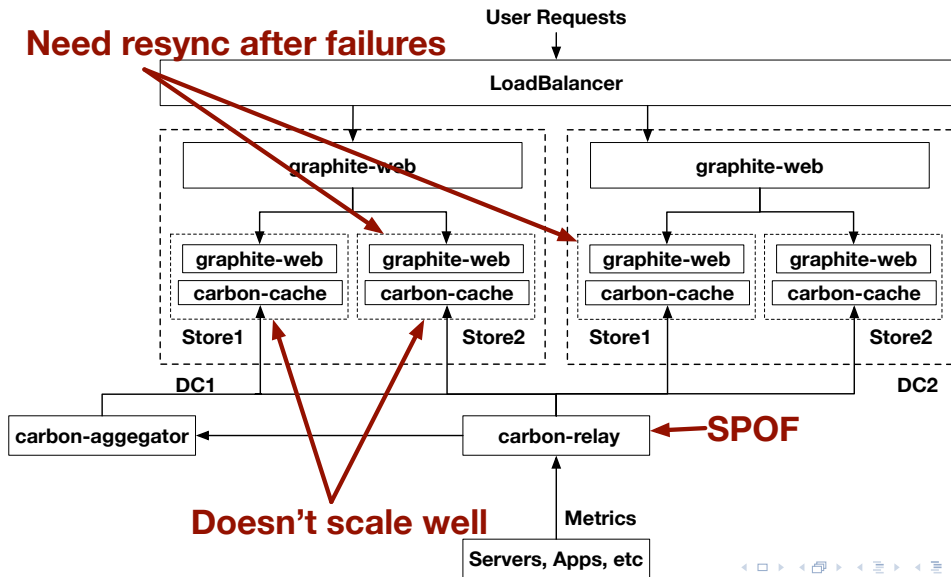 User Requests
Need resync after failures
LoadBalancer
graphite-web
graphite-web
graphite-web
graphite-web
graphite-web
graphite-web
carbon-cache
carbon-cache
carbon-cache
carbon-cache
Store1
Store2
Store1
Store2
DC1
DC2
carbon-aggegator
carbon-relay
SPOF
Doesn't scale well
Metrics
Servers, Apps, etc